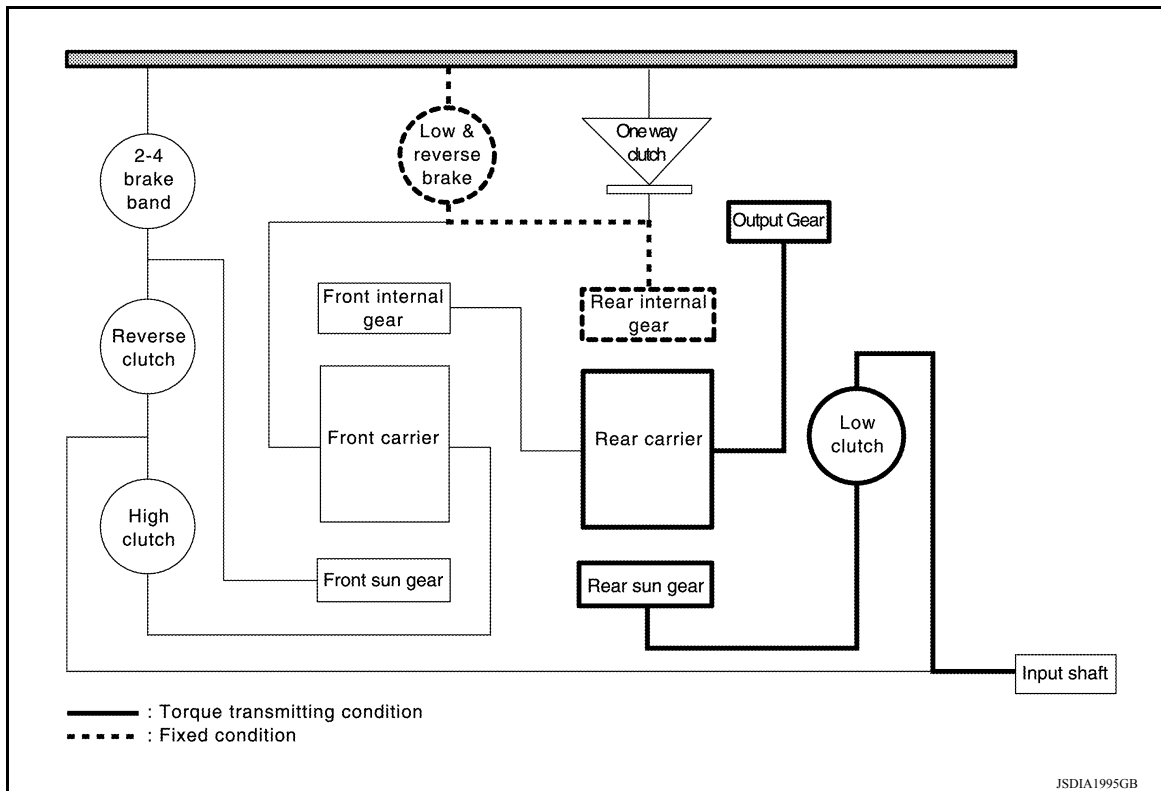 2-4
brake
band
Low &
reverse
brake
One way
clutch
Output Gear
Front internal
gear
Rear internal
gear
Reverse
clutch
Front carrier
Rear carrier
Low
clutch
High
clutch
Front sun gear
Rear sun gear
Input shaft
: Torque transmitting condition
: Fixed condition
JSDIA1995GB